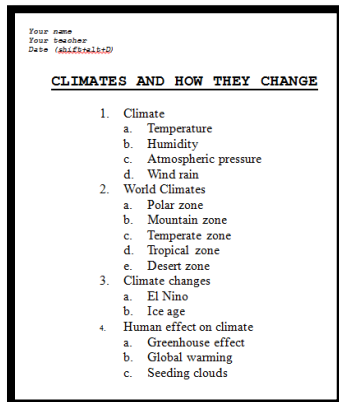 Your name
Your teacher
Date (shift+alt+D)
CLIMATES AND HOW THEY CHANGE
1. Climate
a. Temperature
b. Humidity
c. Atmospheric pressure
d. Wind rain
2. World Climates
a. Polar zone
b. Mountain zone
c. Temperate zone
d. Tropical zone
e. Desert zone
3. Climate changes
a. El Nino
b. Ice age
4. Human effect on climate
a. Greenhouse effect
b. Global warming
c. Seeding clouds